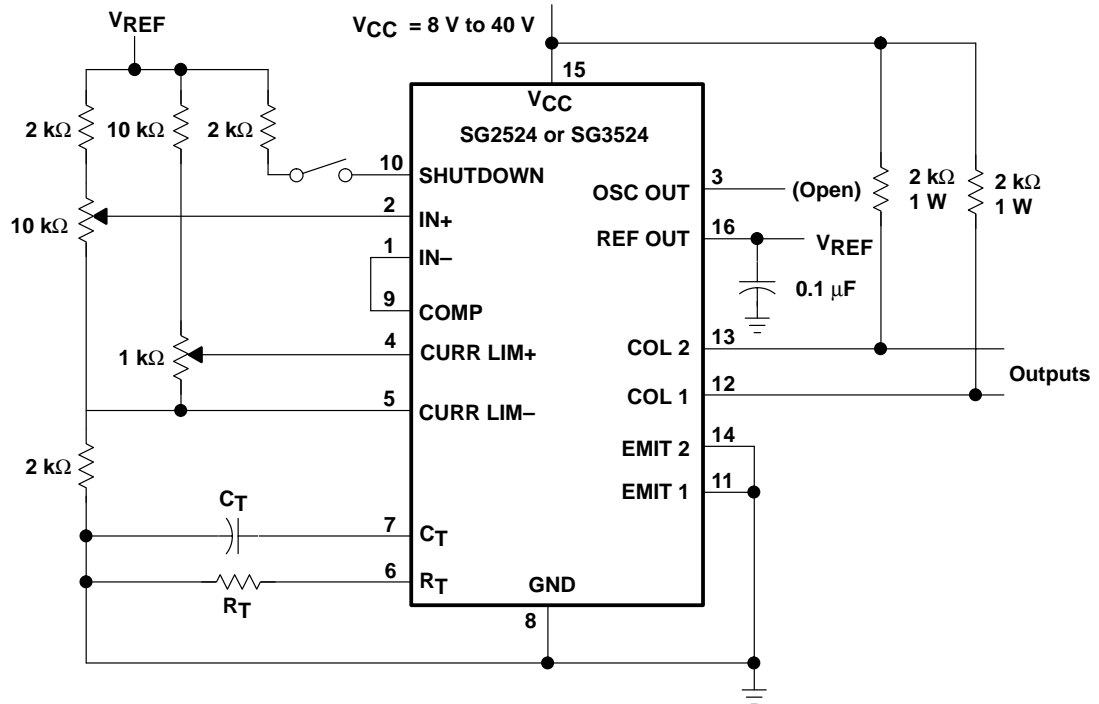 VREF
VCC = 8 V to 40 V
15
VCC
SG2524 or SG3524
2 kΩ
10 kΩ
2 kΩ
10
SHUTDOWN
3
OSC OUT
(Open)
2 kΩ
1 W
2 kΩ
1 W
10 kΩ
2
IN+
16
REF OUT
VREF
1
IN–
0.1 μF
9
COMP
1 kΩ
4
CURR LIM+
13
COL 2
Outputs
12
COL 1
5
CURR LIM–
14
EMIT 2
2 kΩ
11
EMIT 1
CT
7
CT
6
RT
RT
GND
8